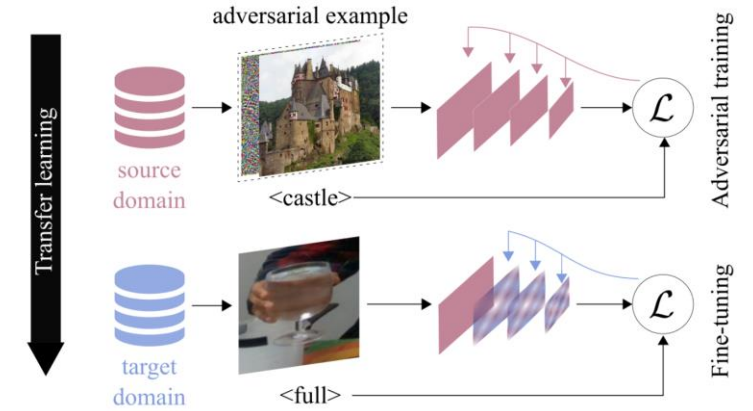 adversarial example
Transfer learning
source
domain
<castle>
ℒ
Adversarial training
target
domain
<full>
ℒ
Fine-tuning